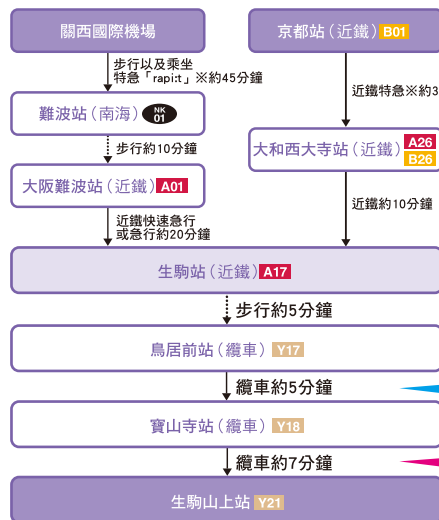 關西國際機場
步行以及乘坐
特急「rapi:t」※約45分鐘
難波站(南海) NK 01
步行約10分鐘
大阪難波站(近鐵) A01
近鐵快速急行
或急行約20分鐘
京都站(近鐵) B01
近鐵特急※約3
大和西大寺站(近鐵) A26 B26
近鐵約10分鐘
生駒站(近鐵) A17
步行約5分鐘
鳥居前站(纜車) Y17
纜車約5分鐘
寶山寺站(纜車) Y18
纜車約7分鐘
生駒山上站 Y21